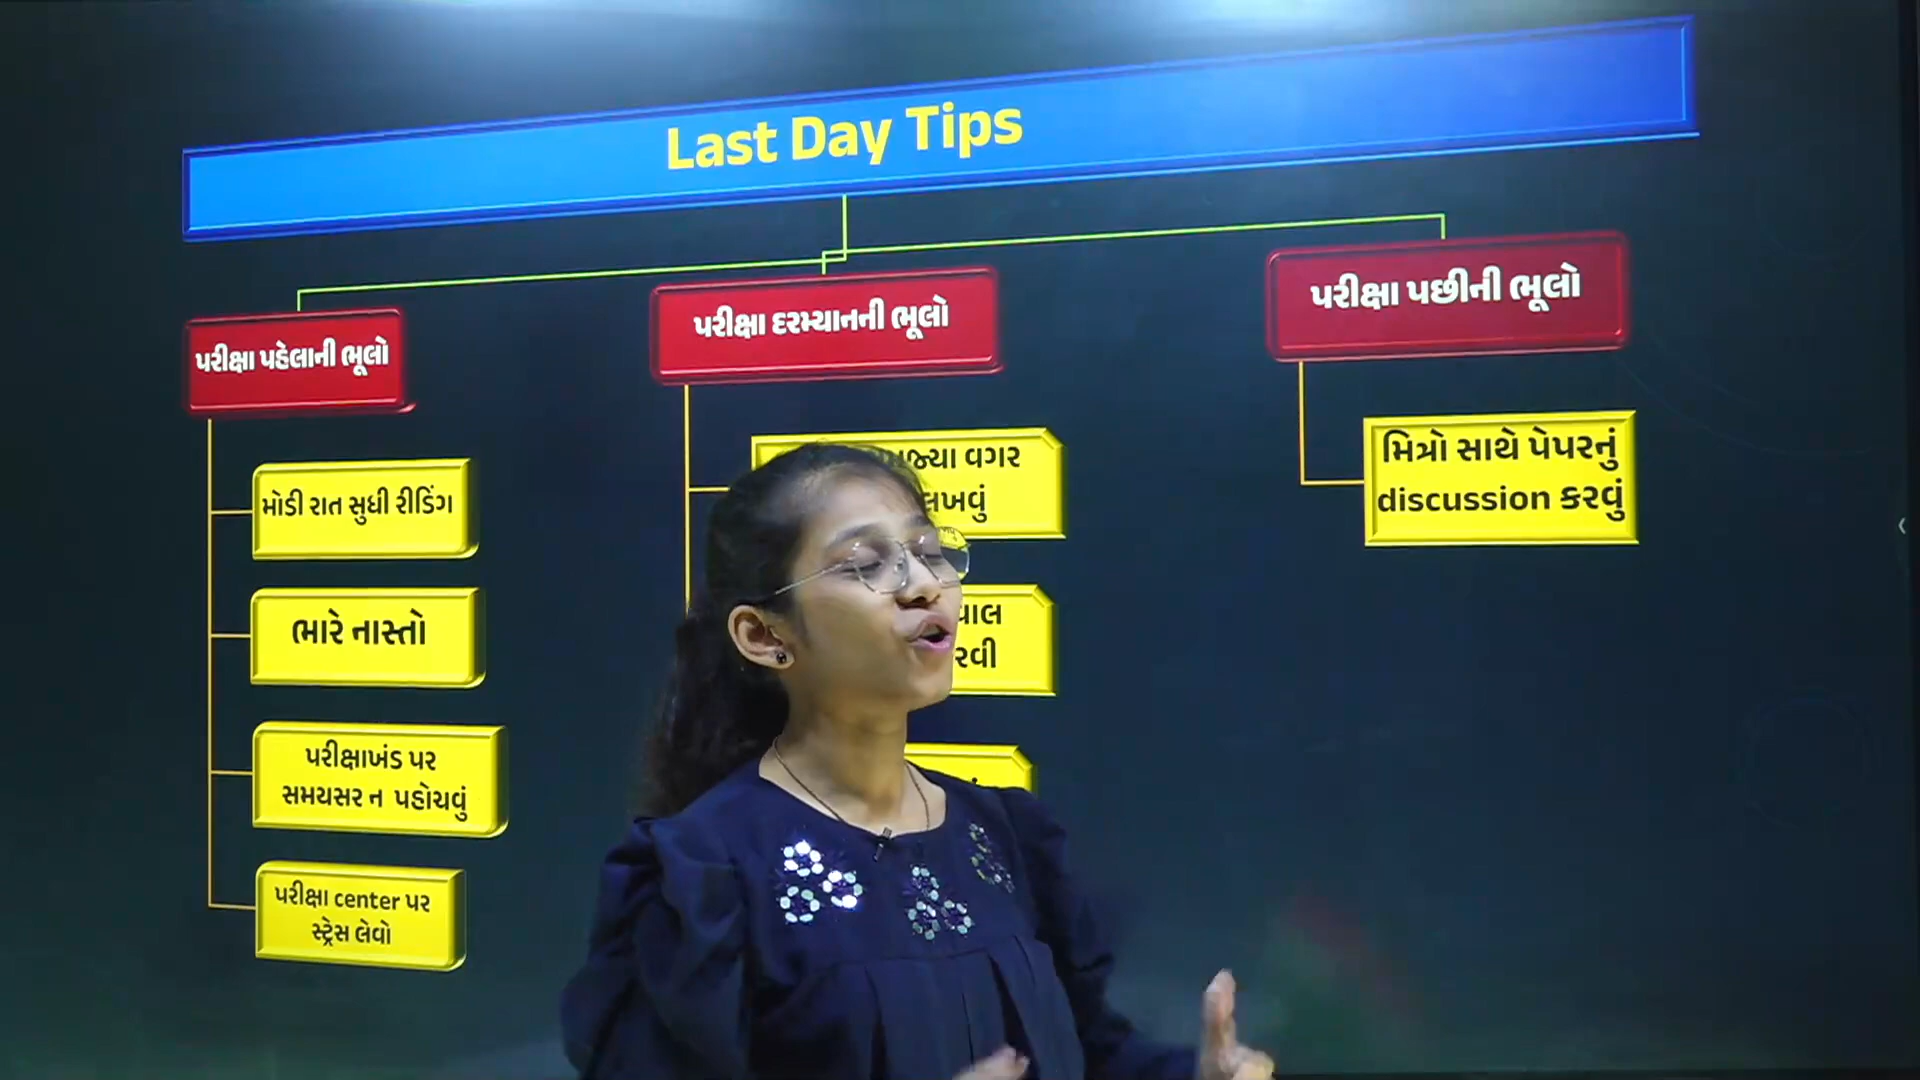 Last Day Tips
પરીક્ષા પહેલાની ભૂલો
મોડી રાત સુધી રીડિંગ
ભારે નાસ્તો
પરીક્ષાખંડ પર
સમયસર ન પહોચવું
પરીક્ષા center પર
સ્ટ્રેસ લેવો
પરીક્ષા દરમ્યાનની ભૂલો
વગર
પરીક્ષા પછીની ભૂલો
મિત્રો સાથે પેપરનું
discussion કરવું